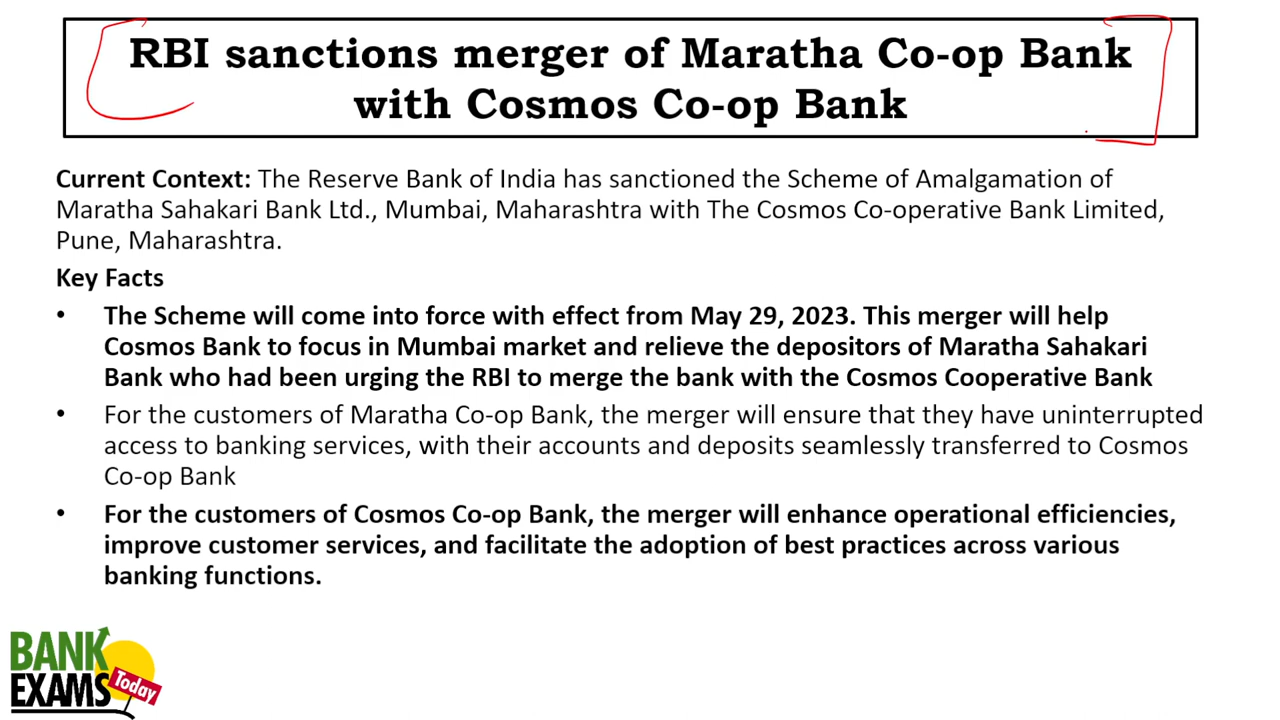 RBI sanctions merger of Maratha Co-op Bank
with Cosmos Co-op Bank
Current Context: The Reserve Bank of India has sanctioned the Scheme of Amalgamation of
Maratha Sahakari Bank Ltd., Mumbai, Maharashtra with The Cosmos Co-operative Bank Limited,
Pune, Maharashtra.
Key Facts
• The Scheme will come into force with effect from May 29, 2023. This merger will help
Cosmos Bank to focus in Mumbai market and relieve the depositors of Maratha Sahakari
Bank who had been urging the RBI to merge the bank with the Cosmos Cooperative Bank
• For the customers of Maratha Co-op Bank, the merger will ensure that they have uninterrupted
access to banking services, with their accounts and deposits seamlessly transferred to Cosmos
Co-op Bank
• For the customers of Cosmos Co-op Bank, the merger will enhance operational efficiencies,
improve customer services, and facilitate the adoption of best practices across various
banking functions.
BANK
EXAMS
Today